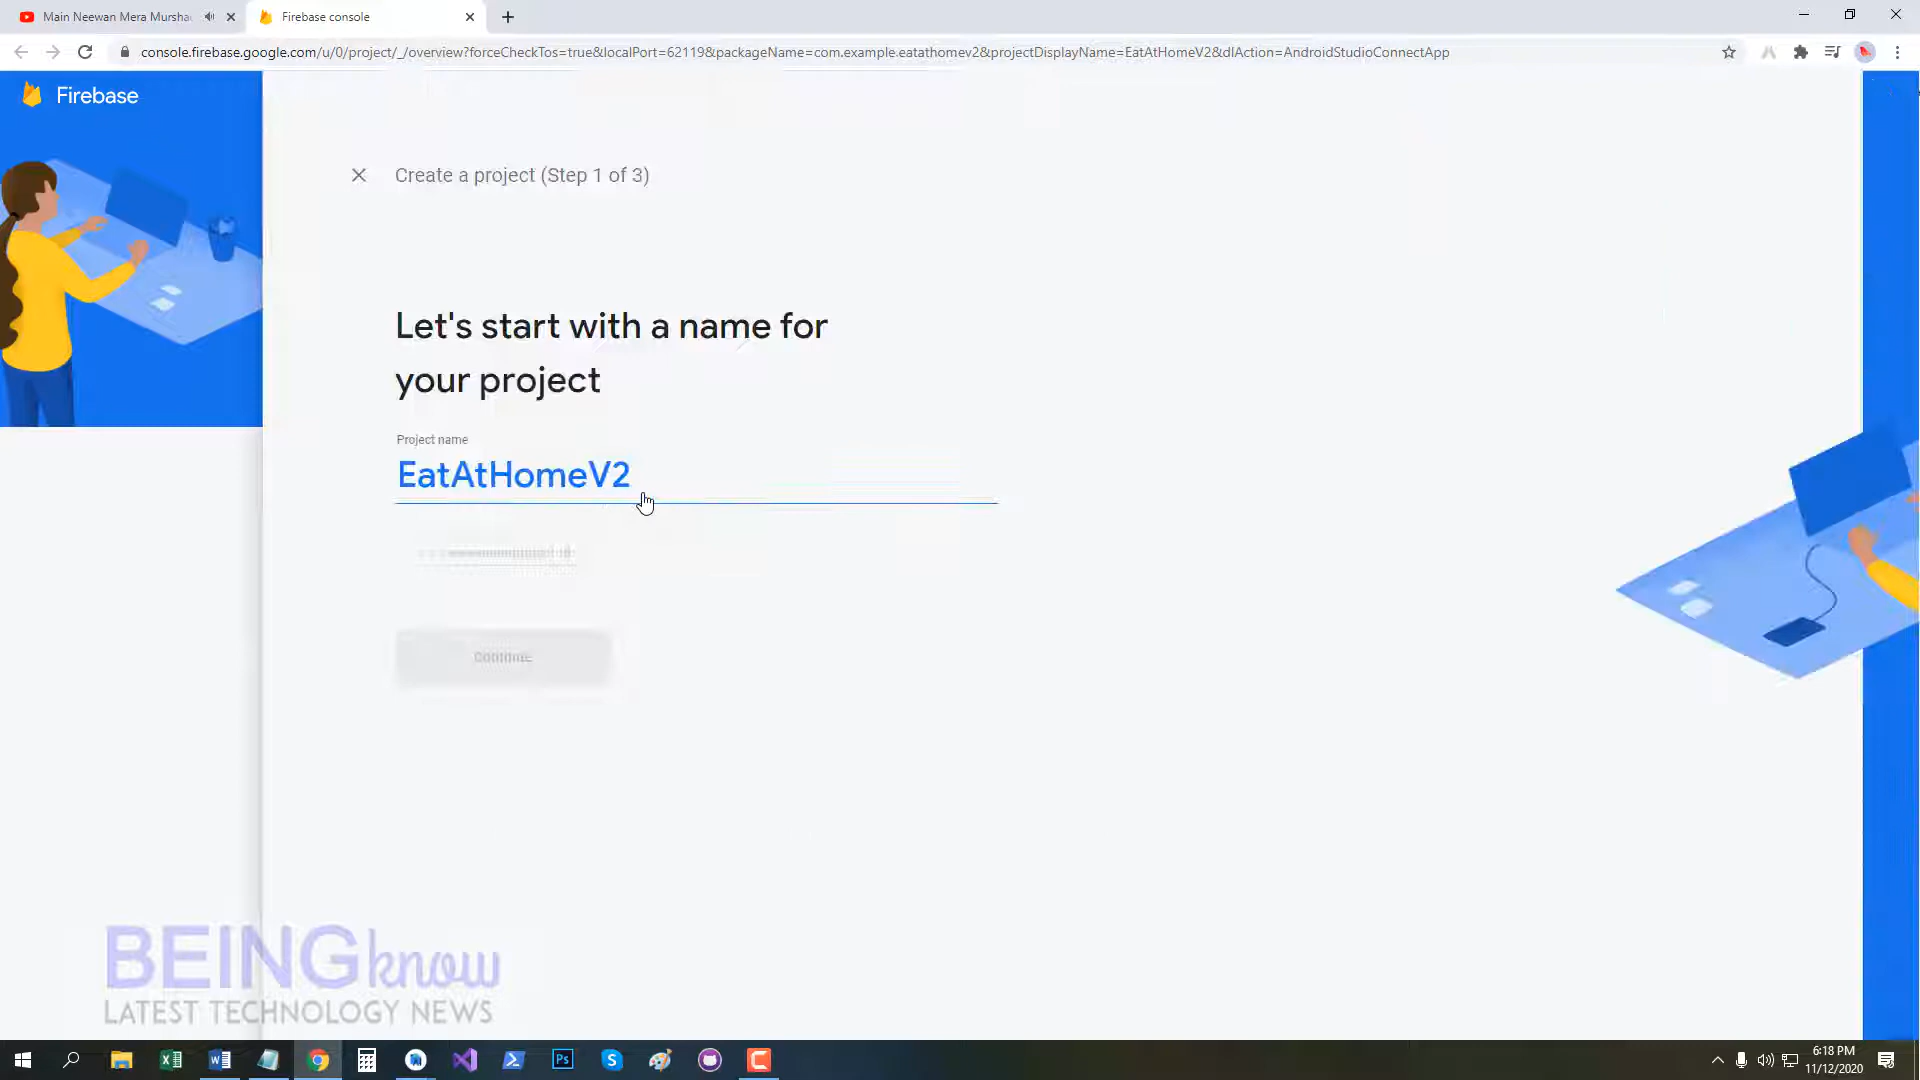 Main Neewan Mera Mursha
Firebase console
console.firebase.google.com/u/0/project/_/overview?forceCheckTos=true&localPort=62119&packageName=com.example.eatathomev2&projectDisplayName=EatAtHomeV2&dlAction=AndroidStudioConnectApp
Firebase
Create a project (Step 1 of 3)
Let's start with a name for
your project
Project name
EatAtHomeV2
Continue
BEINGknow
LATEST TECHNOLOGY NEWS
Ps
6:18 PM
11/12/2020